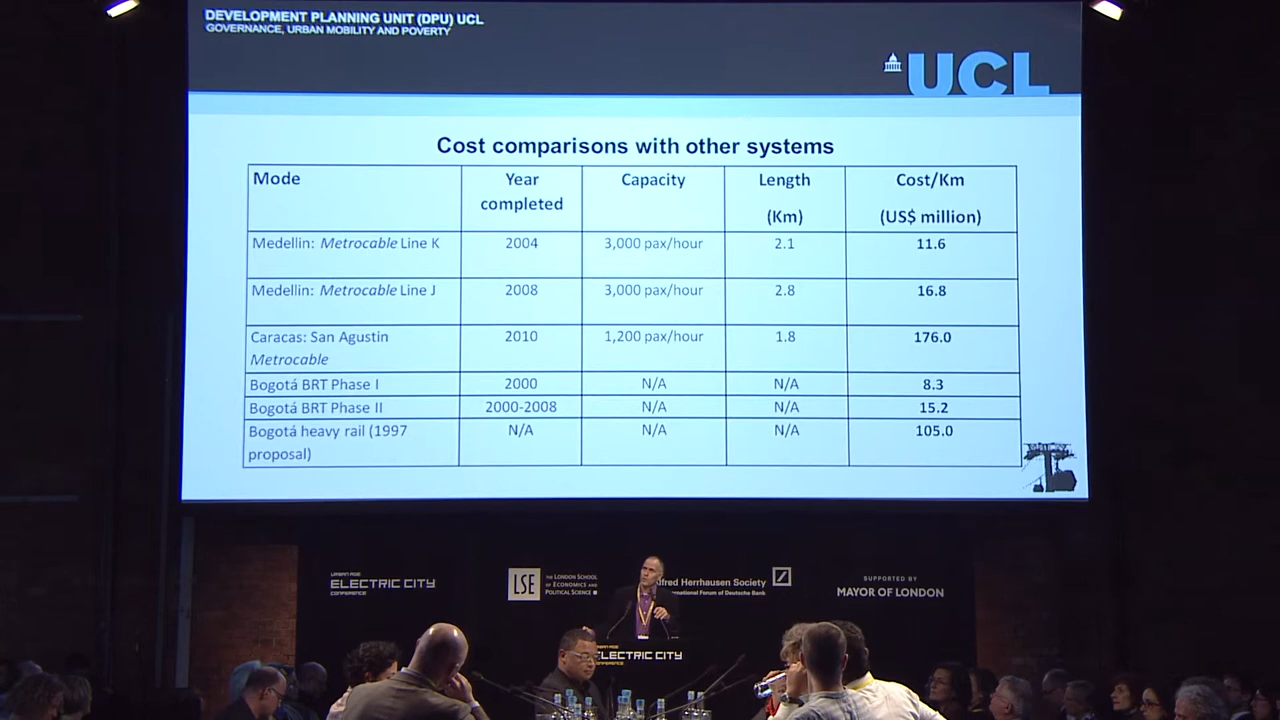 DEVELOPMENT PLANNING UNIT (DPU) UCL
GOVERNANCE, URBAN MOBILITY AND POVERTY
UCL
Cost comparisons with other systems
Mode Year completed Capacity Length (Km) Cost/Km (US$ million)
Medellin: Metrocable Line K 2004 3,000 pax/hour 2.1 11.6
Medellin: Metrocable Line J 2008 3,000 pax/hour 2.8 16.8
Caracas: San Agustin Metrocable 2010 1,200 pax/hour 1.8 176.0
Bogotá BRT Phase I 2000 N/A N/A 8.3
Bogotá BRT Phase II 2000-2008 N/A N/A 15.2
Bogotá heavy rail (1997 proposal) N/A N/A N/A 105.0
URBAN AGE
ELECTRIC CITY
CONFERENCE
LSE
THE LONDON SCHOOL
OF ECONOMICS AND
POLITICAL SCIENCE
lfred Herrhausen Society
ernational Forum of Deutsche Bank
SUPPORTED BY
MAYOR OF LONDON
ELECTRIC CITY